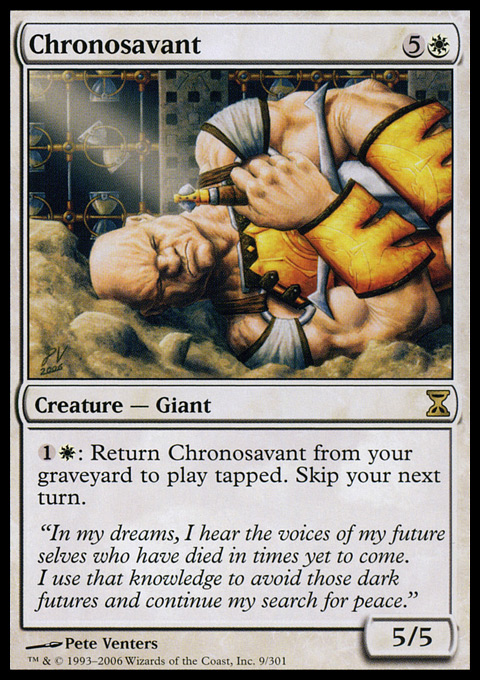 Chronosavant 5
PV
2006
Creature — Giant
1: Return Chronosavant from your
graveyard to play tapped. Skip your next
turn.
“In my dreams, I hear the voices of my future
selves who have died in times yet to come.
I use that knowledge to avoid those dark
futures and continue my search for peace.”
Pete Venters
5/5
™ & © 1993–2006 Wizards of the Coast, Inc. 9/301